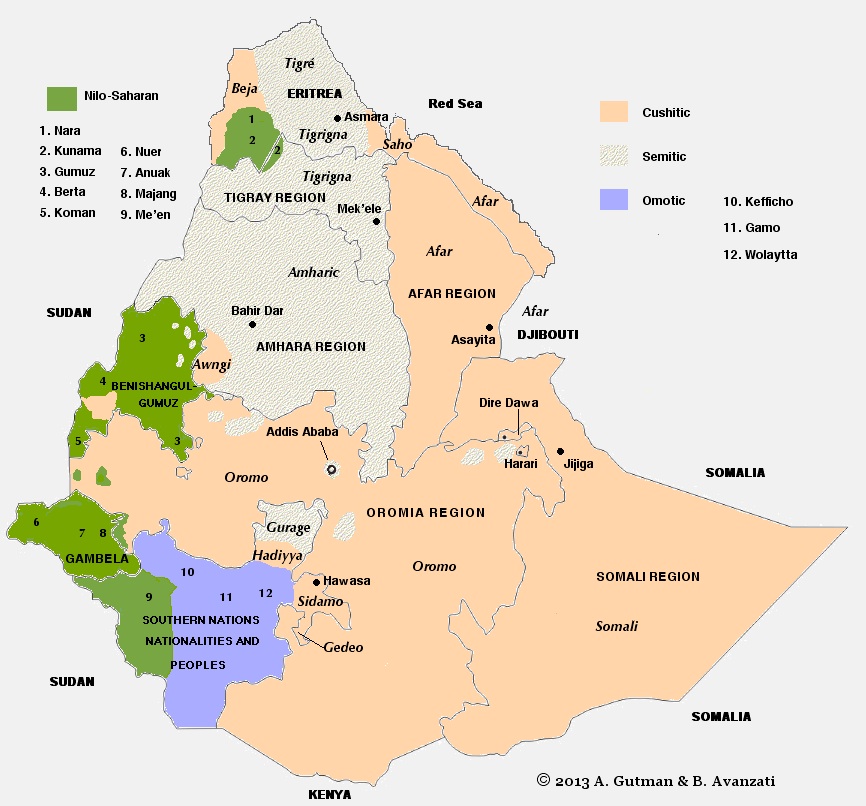 Tigré
Beja
ERITREA
Red Sea
Nilo-Saharan
1. Nara
2. Kunama
3. Gumuz
4. Berta
5. Koman
6. Nuer
7. Anuak
8. Majang
9. Me'en
Cushitic
Semitic
Omotic
10. Kefficho
11. Gamo
12. Wolaytta
1
2
2
Asmara
Tigrigna
Saho
Tigrigna
TIGRAY REGION
Mek'ele
Afar
Afar
Amharic
AFAR REGION
SUDAN
Bahir Dar
Afar
Asayita
DJIBOUTI
AMHARA REGION
3
Awngi
4
BENISHANGUL-
GUMUZ
5
3
Addis Ababa
Dire Dawa
Harari
Jijiga
SOMALIA
Oromo
OROMIA REGION
6
7
8
GAMBELA
Gurage
Hadiyya
Oromo
SOMALI REGION
Somali
10
9
11
12
Hawasa
Sidamo
SOUTHERN NATIONS
NATIONALITIES AND
PEOPLES
Gedeo
SUDAN
SOMALIA
KENYA
© 2013 A. Gutman & B. Avanzati